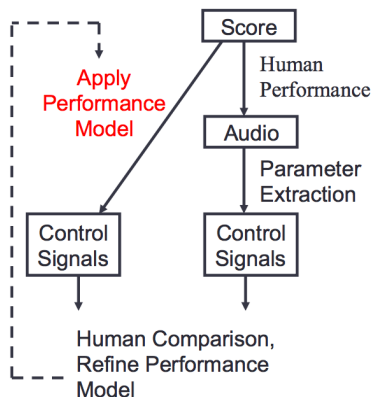 Score
Human
Performance
Apply
Performance
Model
Audio
Parameter
Extraction
Control
Signals
Control
Signals
Human Comparison,
Refine Performance
Model